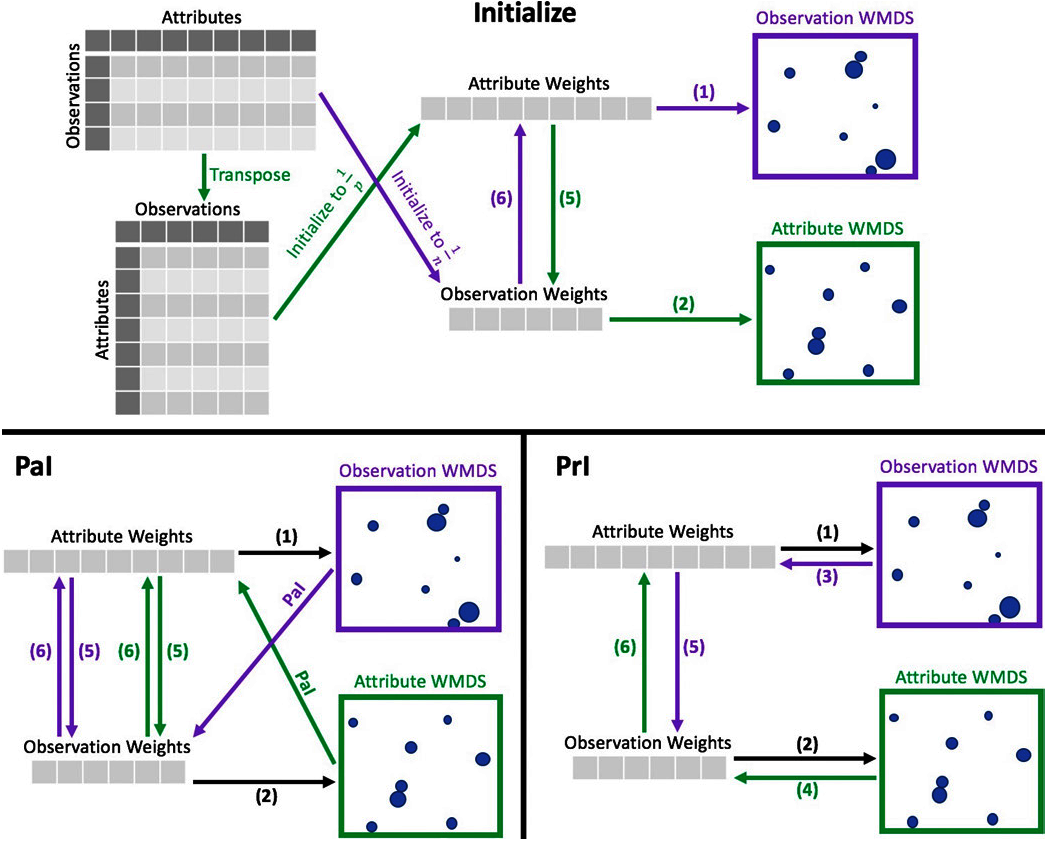 Initialize
Attributes
Observations
Transpose
Observations
Attributes
Initialize to 1/p
Initialize to 1/n
Attribute Weights
(1)
Observation WMDS
(6)
(5)
Observation Weights
(2)
Attribute WMDS
PaI
Observation WMDS
Attribute Weights
(1)
PaI
(6)
(5)
(6)
(5)
PaI
Attribute WMDS
Observation Weights
(2)
PrI
Observation WMDS
Attribute Weights
(1)
(3)
(6)
(5)
Attribute WMDS
Observation Weights
(2)
(4)